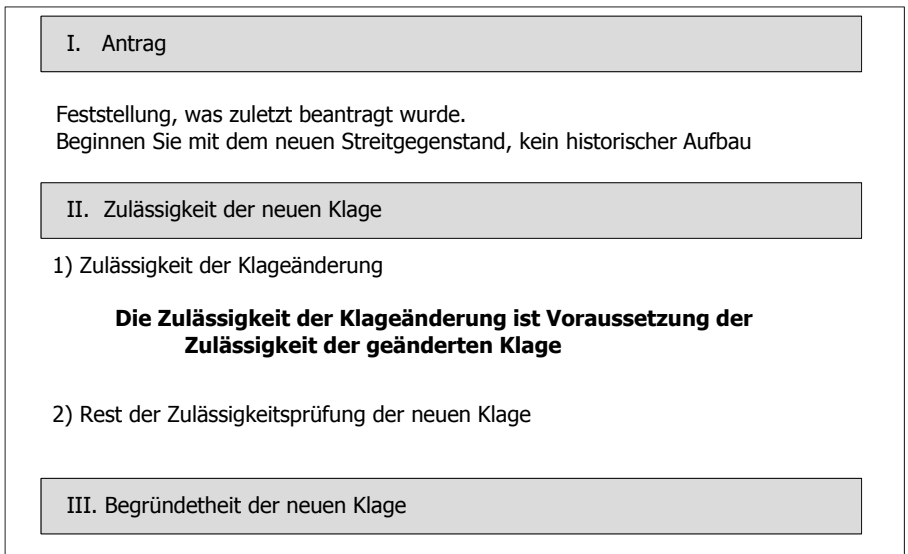 I. Antrag
Feststellung, was zuletzt beantragt wurde.
Beginnen Sie mit dem neuen Streitgegenstand, kein historischer Aufbau
II. Zulässigkeit der neuen Klage
1) Zulässigkeit der Klageänderung
Die Zulässigkeit der Klageänderung ist Voraussetzung der
Zulässigkeit der geänderten Klage
2) Rest der Zulässigkeitsprüfung der neuen Klage
III. Begründetheit der neuen Klage